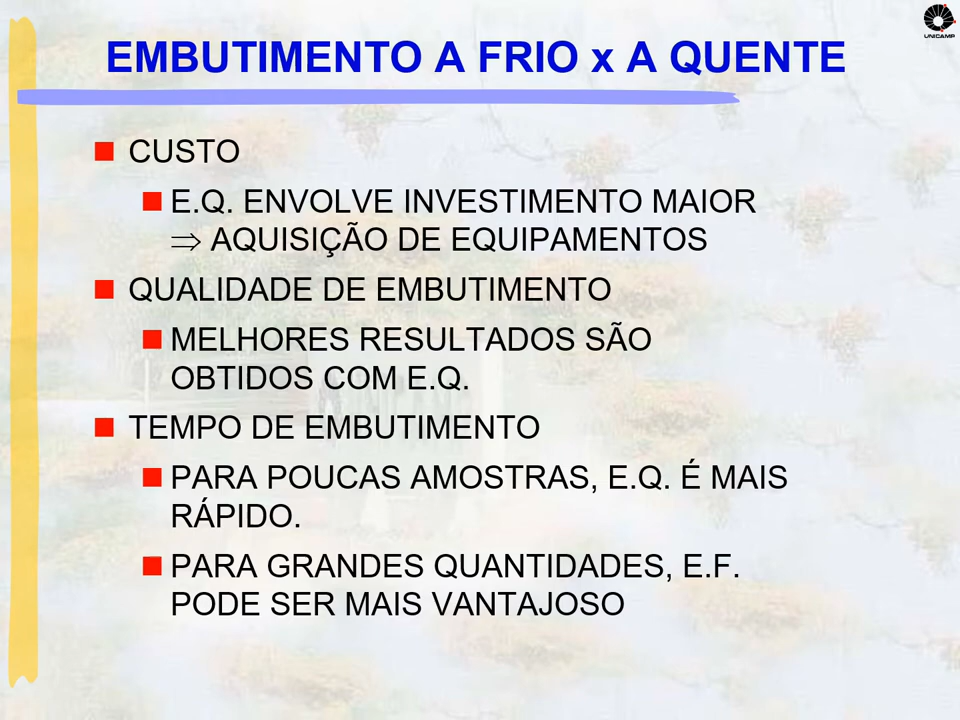 UNICAMP
EMBUTIMENTO A FRIO x A QUENTE
CUSTO
E.Q. ENVOLVE INVESTIMENTO MAIOR
⇒ AQUISIÇÃO DE EQUIPAMENTOS
QUALIDADE DE EMBUTIMENTO
MELHORES RESULTADOS SÃO
OBTIDOS COM E.Q.
TEMPO DE EMBUTIMENTO
PARA POUCAS AMOSTRAS, E.Q. É MAIS
RÁPIDO.
PARA GRANDES QUANTIDADES, E.F.
PODE SER MAIS VANTAJOSO